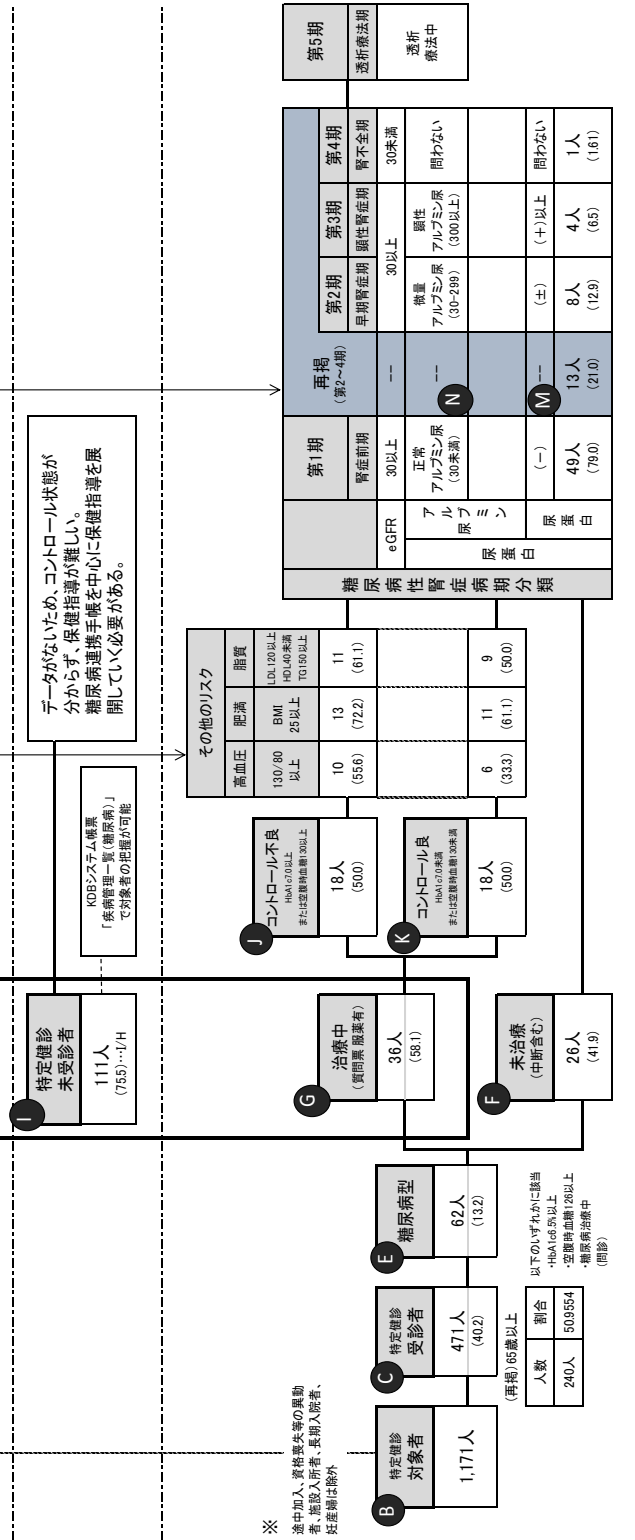 ※
途中加入、資格喪失等の異動
者、施設入所者、長期入院者、
妊産婦は除外
B
特定健診
対象者
1,171人
C
特定健診
受診者
471人
(40.2)
(再掲)65歳以上
人数
割合
240人
50.9554
E
糖尿病型
62人
(13.2)
以下のいずれかに該当
・HbA1c6.5%以上
・空腹時血糖126以上
・糖尿病治療中
(問診)
I
特定健診
未受診者
111人
(75.5)…I/H
KDBシステム帳票
「疾病管理一覧(糖尿病)」
で対象者の把握が可能
データがないため、コントロール状態が
分からず、保健指導が難しい。
糖尿病連携手帳を中心に保健指導を展
開していく必要がある。
G
治療中
(質問票 服薬有)
36人
(58.1)
F
未治療
(中断含む)
26人
(41.9)
J
コントロール不良
HbA1c7.0以上
または空腹時血糖130以上
18人
(50.0)
K
コントロール良
HbA1c7.0未満
または空腹時血糖130未満
18人
(50.0)
その他のリスク
高血圧
肥満
脂質
130/80
以上
BMI
25以上
LDL120以上
HDL40未満
TG150以上
10
(55.6)
13
(72.2)
11
(61.1)
6
(33.3)
11
(61.1)
9
(50.0)
糖尿病性腎症病期分類
第1期
再掲
(第2~4期)
第2期
第3期
第4期
第5期
腎症前期
早期腎症期
顕性腎症期
腎不全期
透析療法期
eGFR
30以上
--
30以上
30未満
透析
療法中
尿蛋白
尿アルブミン
正常
アルブミン尿
(30未満)
--
微量
アルブミン尿
(30-299)
顕性
アルブミン尿
(300以上)
問わない
N
尿蛋白
(-)
M
--
(±)
(+)以上
問わない
49人
(79.0)
13人
(21.0)
8人
(12.9)
4人
(6.5)
1人
(1.61)